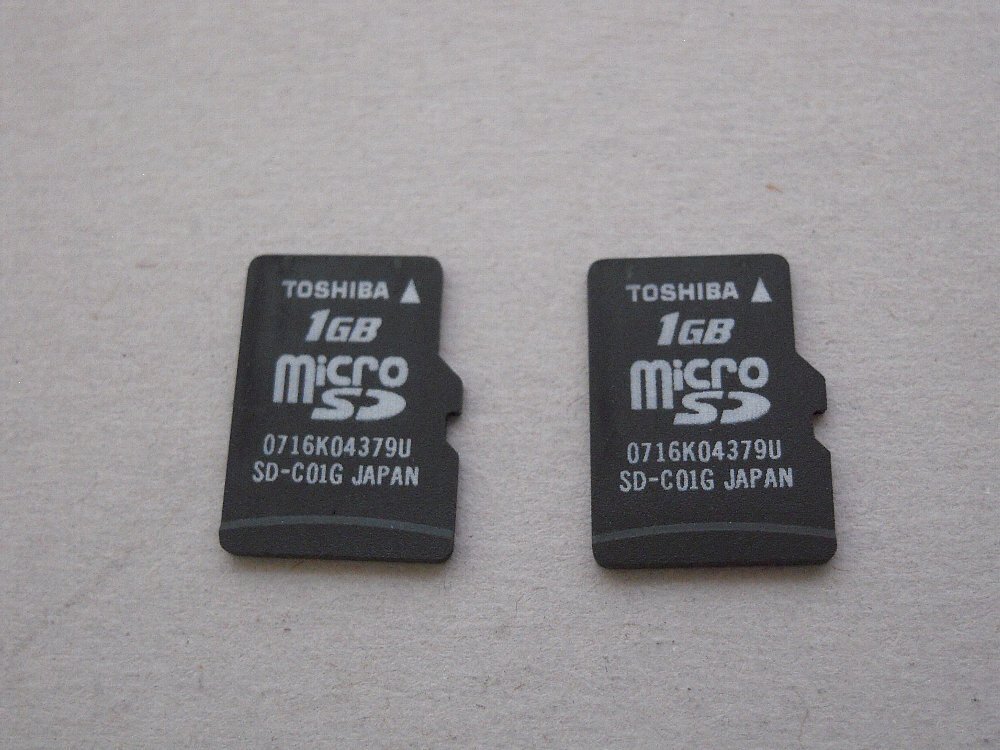 TOSHIBA
1GB
micro
SD
0716K04379U
SD-C01G JAPAN
TOSHIBA
1GB
micro
SD
0716K04379U
SD-C01G JAPAN